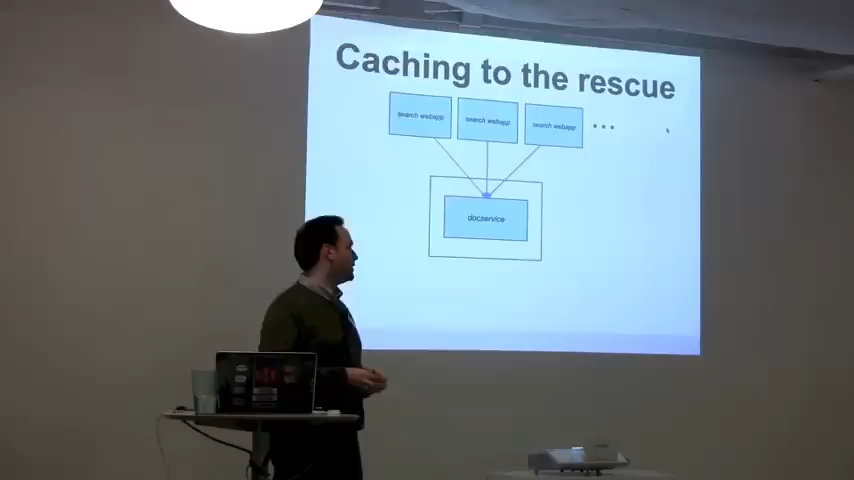 Caching to the rescue
search webapp
search webapp
search webapp
...
docservice